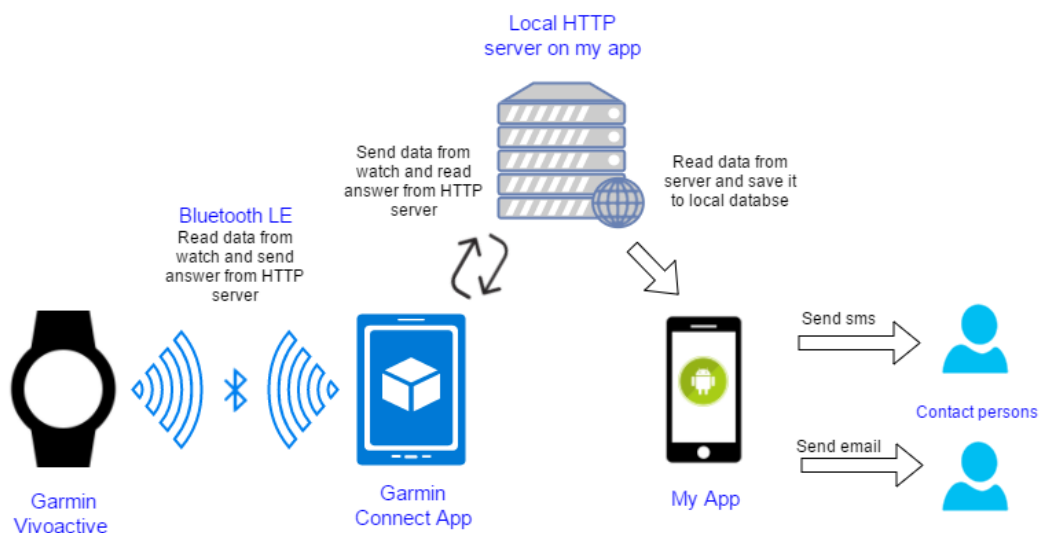 Local HTTP
server on my app
Send data from
watch and read
answer from HTTP
server
Read data from
server and save it
to local databse
Bluetooth LE
Read data from
watch and send
answer from HTTP
server
Send sms
Contact persons
Send email
Garmin
Vivoactive
Garmin
Connect App
My App